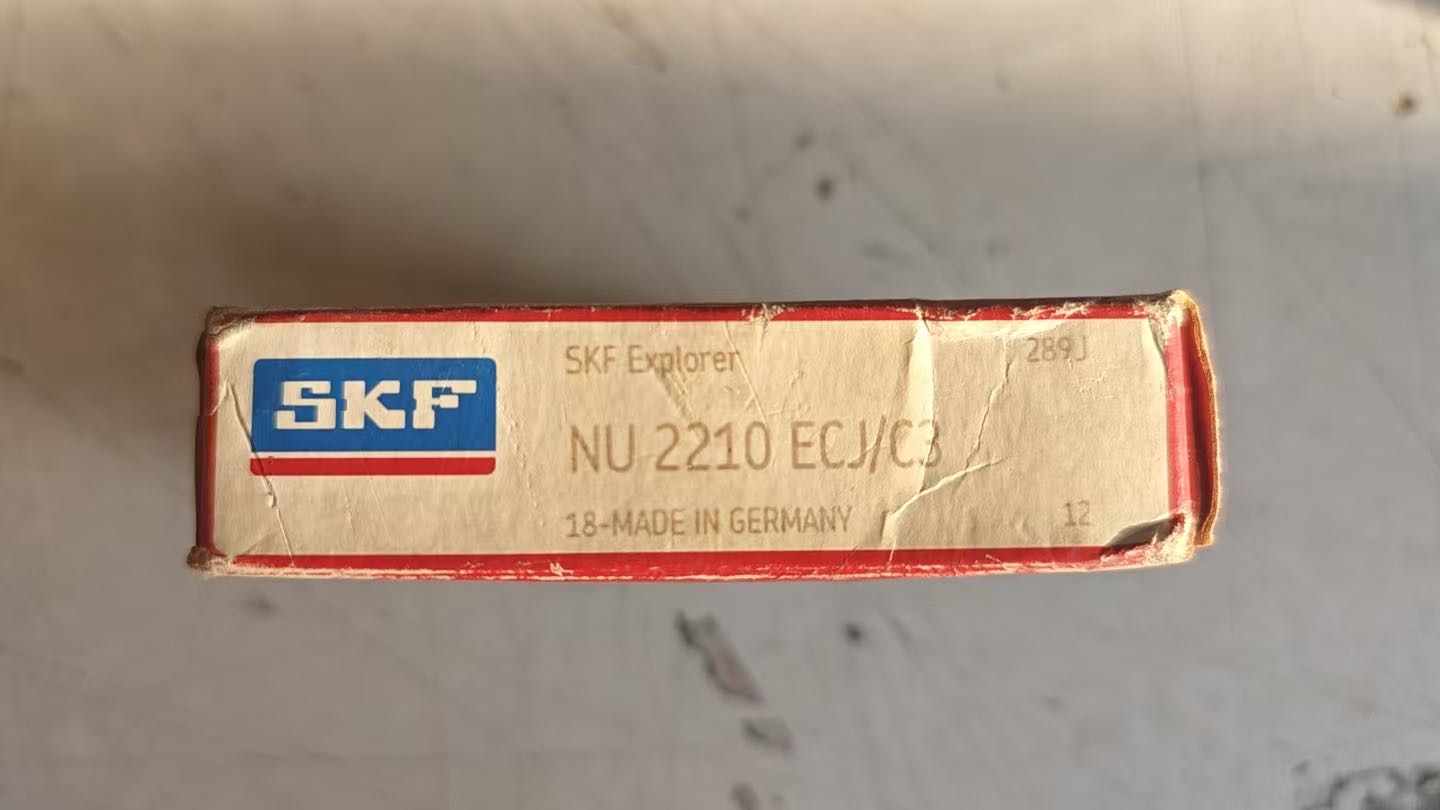 SKF
SKF Explorer
289J
NU 2210 ECJ/C3
18-MADE IN GERMANY
12